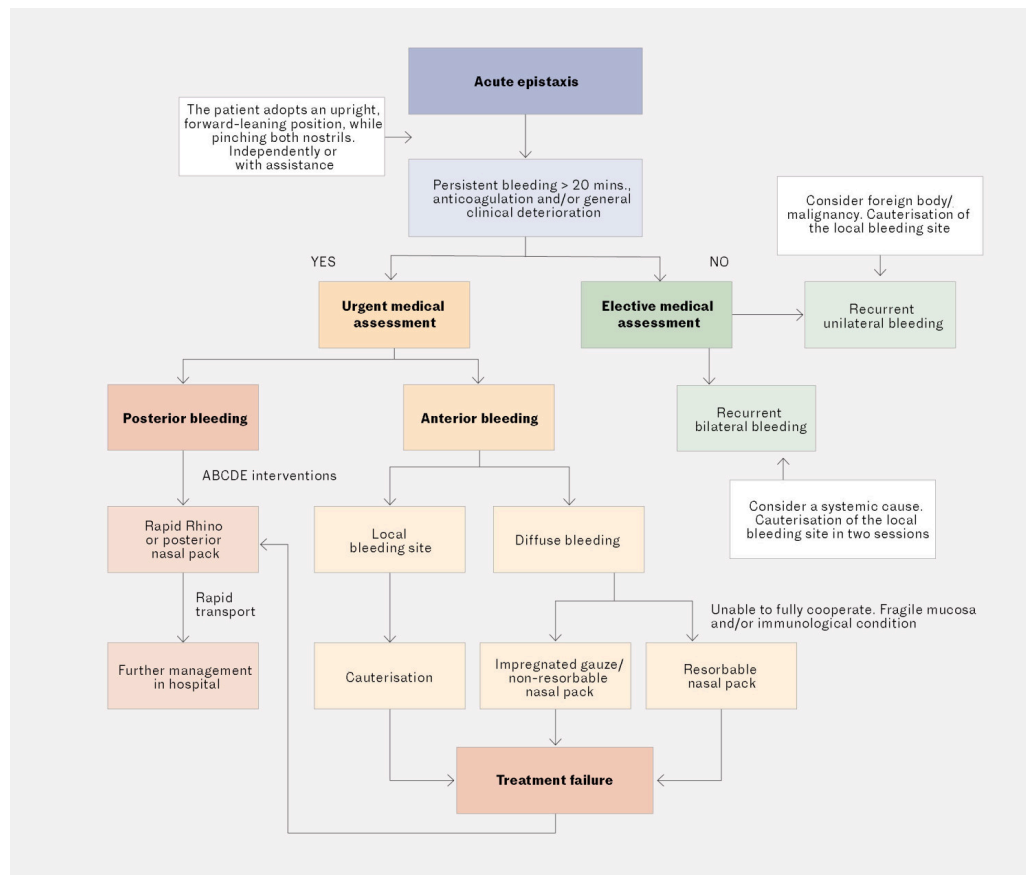 Acute epistaxis
The patient adopts an upright,
forward-leaning position, while
pinching both nostrils.
Independently or
with assistance
Persistent bleeding > 20 mins.,
anticoagulation and/or general
clinical deterioration
Consider foreign body/
malignancy. Cauterisation of
the local bleeding site
YES
NO
Urgent medical
assessment
Elective medical
assessment
Recurrent
unilateral bleeding
Posterior bleeding
Anterior bleeding
Recurrent
bilateral bleeding
ABCDE interventions
Consider a systemic cause.
Cauterisation of the local
bleeding site in two sessions
Rapid Rhino
or posterior
nasal pack
Local
bleeding site
Diffuse bleeding
Rapid
transport
Unable to fully cooperate. Fragile mucosa
and/or immunological condition
Further management
in hospital
Cauterisation
Impregnated gauze/
non-resorbable
nasal pack
Resorbable
nasal pack
Treatment failure